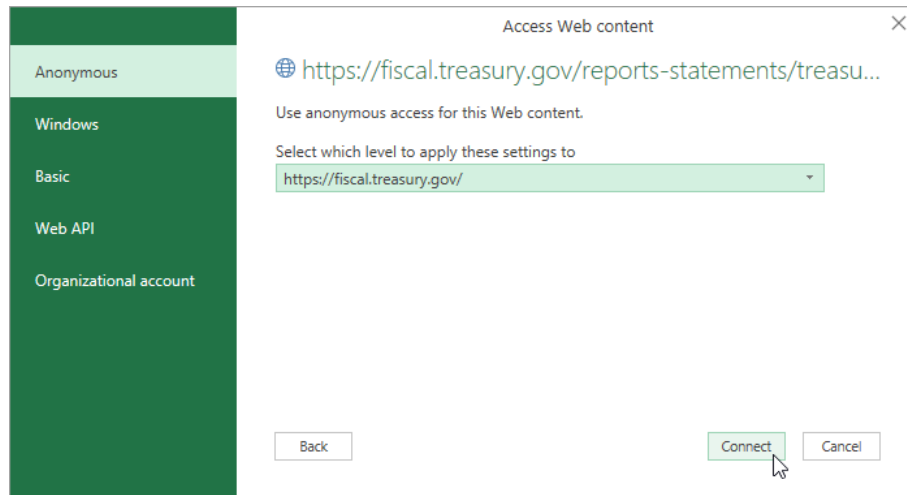 Access Web content
Anonymous
Windows
Basic
Web API
Organizational account
https://fiscal.treasury.gov/reports-statements/treasu...
Use anonymous access for this Web content.
Select which level to apply these settings to
https://fiscal.treasury.gov/
Back
Connect
Cancel